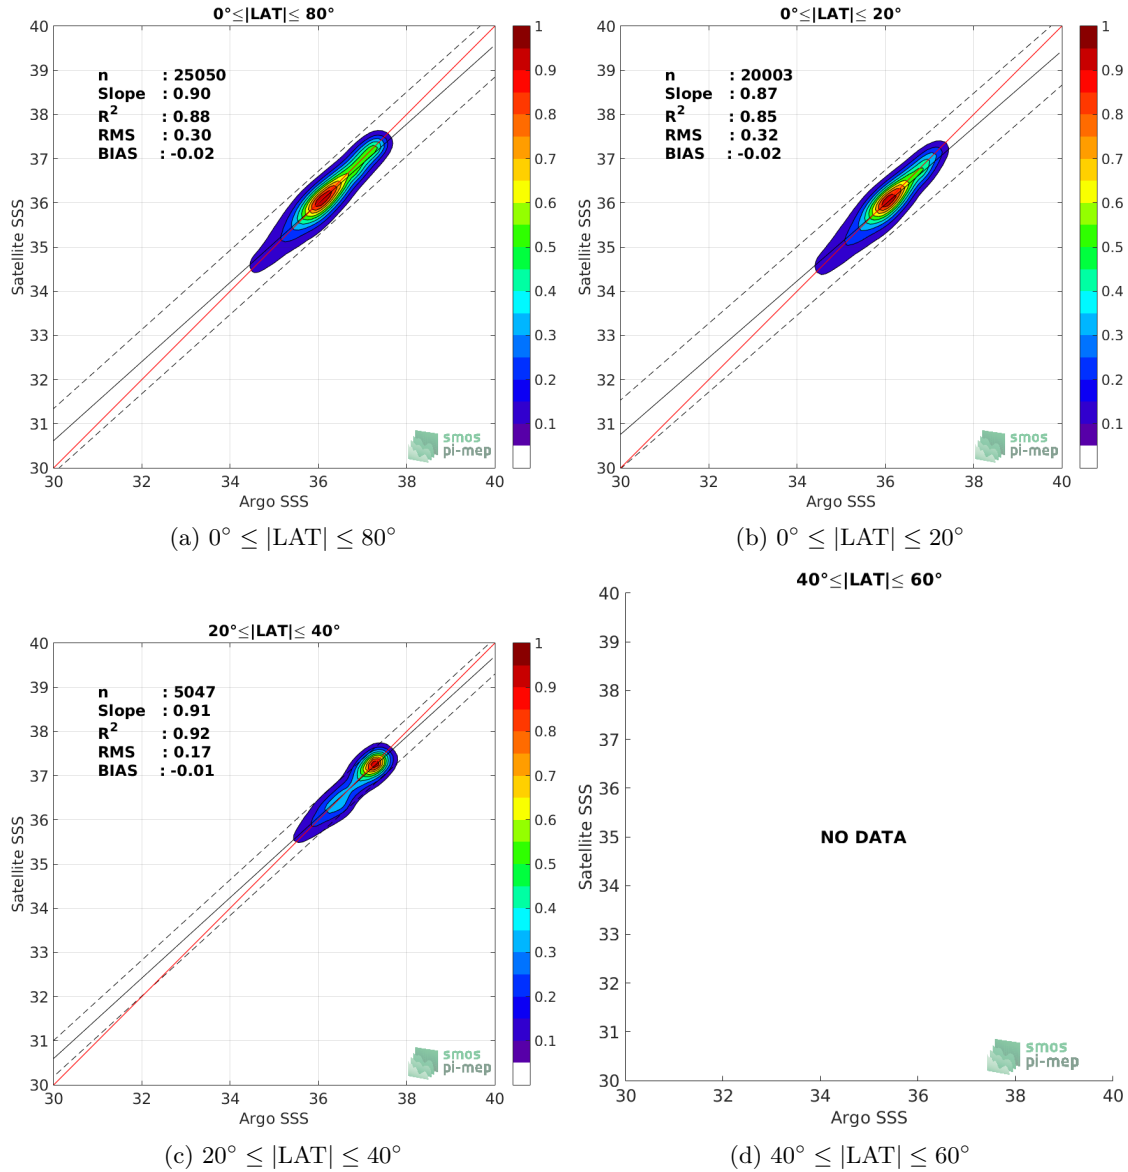 0°≤|LAT|≤ 80°
40
39
38
37
36
35
34
33
32
31
30
Satellite SSS
n : 25050
Slope : 0.90
R² : 0.88
RMS : 0.30
BIAS : -0.02
smos
pi-mep
30 32 34 36 38 40
Argo SSS
1
0.9
0.8
0.7
0.6
0.5
0.4
0.3
0.2
0.1
(a) 0° ≤ |LAT| ≤ 80°
0°≤|LAT|≤ 20°
40
39
38
37
36
35
34
33
32
31
30
Satellite SSS
n : 20003
Slope : 0.87
R² : 0.85
RMS : 0.32
BIAS : -0.02
smos
pi-mep
30 32 34 36 38 40
Argo SSS
1
0.9
0.8
0.7
0.6
0.5
0.4
0.3
0.2
0.1
(b) 0° ≤ |LAT| ≤ 20°
20°≤|LAT|≤ 40°
40
39
38
37
36
35
34
33
32
31
30
Satellite SSS
n : 5047
Slope : 0.91
R² : 0.92
RMS : 0.17
BIAS : -0.01
smos
pi-mep
30 32 34 36 38 40
Argo SSS
1
0.9
0.8
0.7
0.6
0.5
0.4
0.3
0.2
0.1
(c) 20° ≤ |LAT| ≤ 40°
40°≤|LAT|≤ 60°
40
39
38
37
36
35
34
33
32
31
30
Satellite SSS
NO DATA
smos
pi-mep
30 32 34 36 38 40
Argo SSS
(d) 40° ≤ |LAT| ≤ 60°